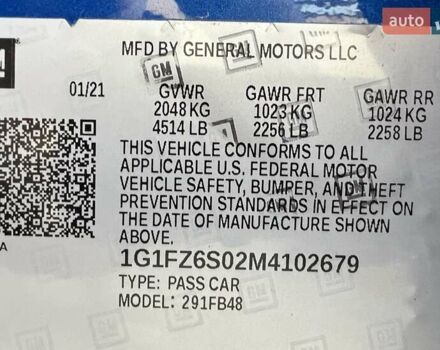 auto
MFD BY GENERAL MOTORS LLC
GM
01/21 GVWR GAWR FRT GAWR RR
2048 KG 1023 KG 1024 KG
4514 LB 2256 LB 2258 LB
THIS VEHICLE CONFORMS TO ALL
APPLICABLE U.S. FEDERAL MOTOR
VEHICLE SAFETY, BUMPER, AND THEFT
PREVENTION STANDARDS IN EFFECT ON
THE DATE OF MANUFACTURE SHOWN
ABOVE.
1G1FZ6S02M4102679
TYPE: PASS CAR
MODEL: 291FB48